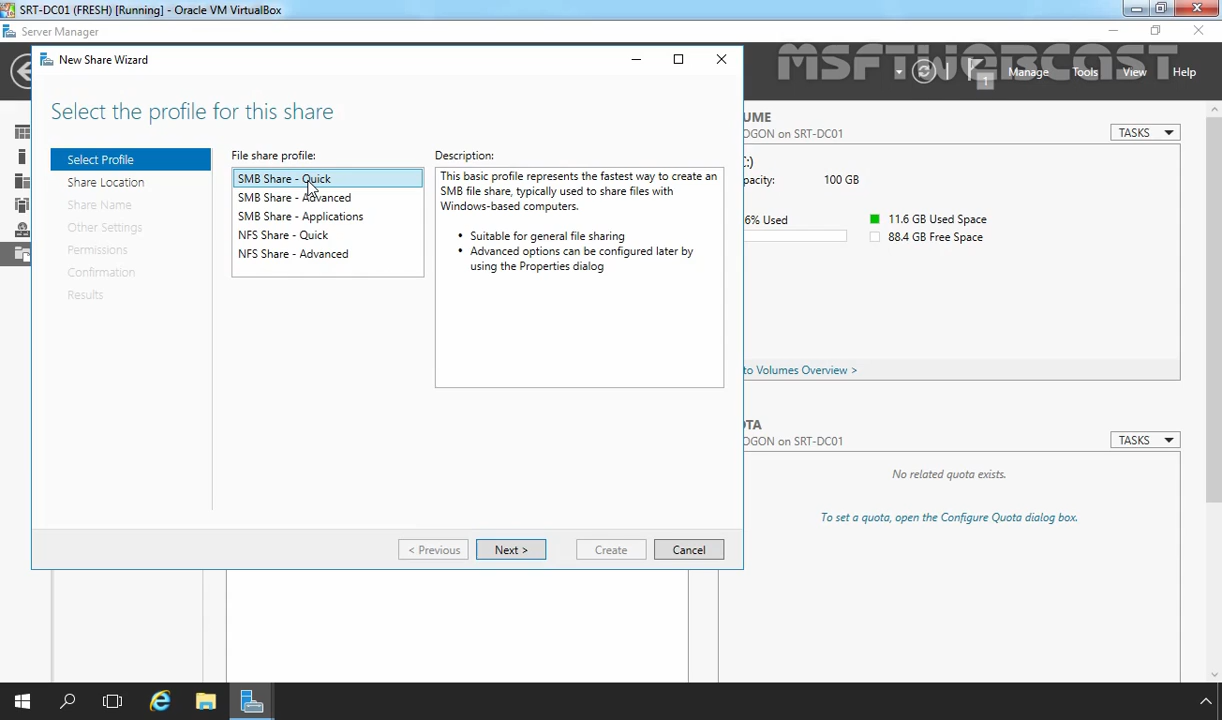 SRT-DC01 (FRESH) [Running] - Oracle VM VirtualBox
Server Manager
New Share Wizard
MSFTWEBCAST
1
Manage
Tools
View
Help
Select the profile for this share
Select Profile
Share Location
Share Name
Other Settings
Permissions
Confirmation
Results
File share profile:
SMB Share - Quick
SMB Share - Advanced
SMB Share - Applications
NFS Share - Quick
NFS Share - Advanced
Description:
This basic profile represents the fastest way to create an
SMB file share, typically used to share files with
Windows-based computers.
• Suitable for general file sharing
• Advanced options can be configured later by
using the Properties dialog
< Previous
Next >
Create
Cancel
UME
OGON on SRT-DC01
TASKS
:)
pacity: 100 GB
6% Used
11.6 GB Used Space
88.4 GB Free Space
to Volumes Overview >
OTA
OGON on SRT-DC01
TASKS
No related quota exists.
To set a quota, open the Configure Quota dialog box.